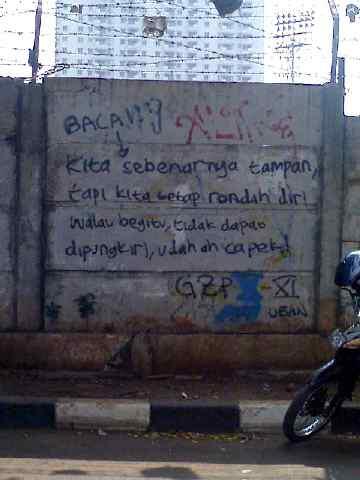 BACA!!!
Kita sebenarnya tampan,
tapi kita tetap rondah diri
walau begitu, tidak dapat
dipungkiri, udah ah capek!
GZP XI
UBAN